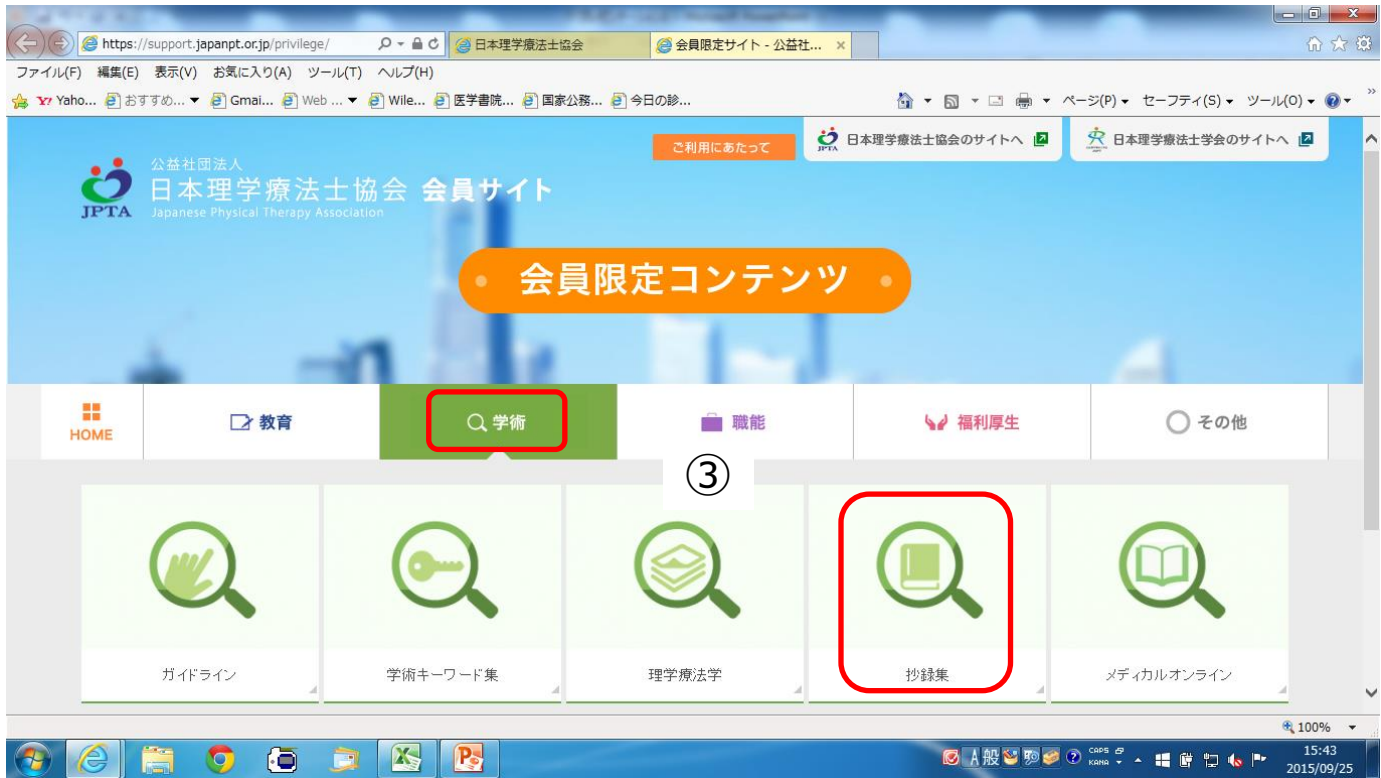 https://support.japanpt.or.jp/privilege/
日本理学療法士協会
会員限定サイト - 公益社...
ファイル(F) 編集(E) 表示(V) お気に入り(A) ツール(T) ヘルプ(H)
Yaho... おすすめ... Gmai... Web ... Wile... 医学書院... 国家公務... 今日の診...
ページ(P) セーフティ(S) ツール(O)
ご利用にあたって
日本理学療法士協会のサイトへ
日本理学療法士学会のサイトへ
公益社団法人
日本理学療法士協会 会員サイト
Japanese Physical Therapy Association
JPTA
会員限定コンテンツ
HOME
教育
学術
職能
福利厚生
その他
③
ガイドライン
学術キーワード集
理学療法学
抄録集
メディカルオンライン
100%
A 般
CAPS
KANA
15:43
2015/09/25